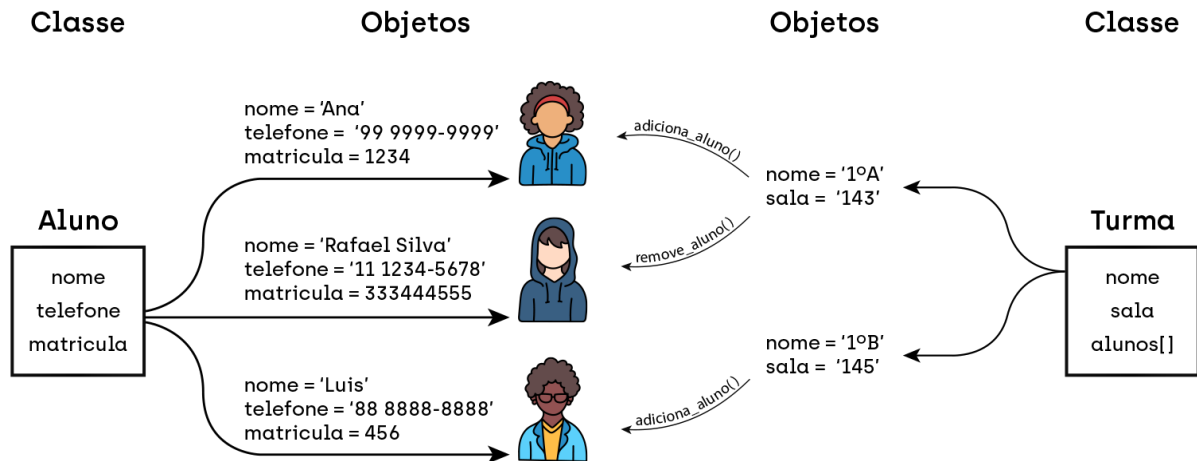 Classe
Objetos
Objetos
Classe
nome = ‘Ana’
telefone =  ‘99 9999-9999’
matricula = 1234
adiciona_aluno()
nome = ‘1ºA’
sala =  ‘143’
remove_aluno()
Aluno
nome
telefone
matricula
nome = ‘Rafael Silva’
telefone = ‘11 1234-5678’
matricula = 333444555
Turma
nome
sala
alunos[]
nome = ‘1ºB’
sala =  ‘145’
adiciona_aluno()
nome = ‘Luis’
telefone = ‘88 8888-8888’
matricula = 456